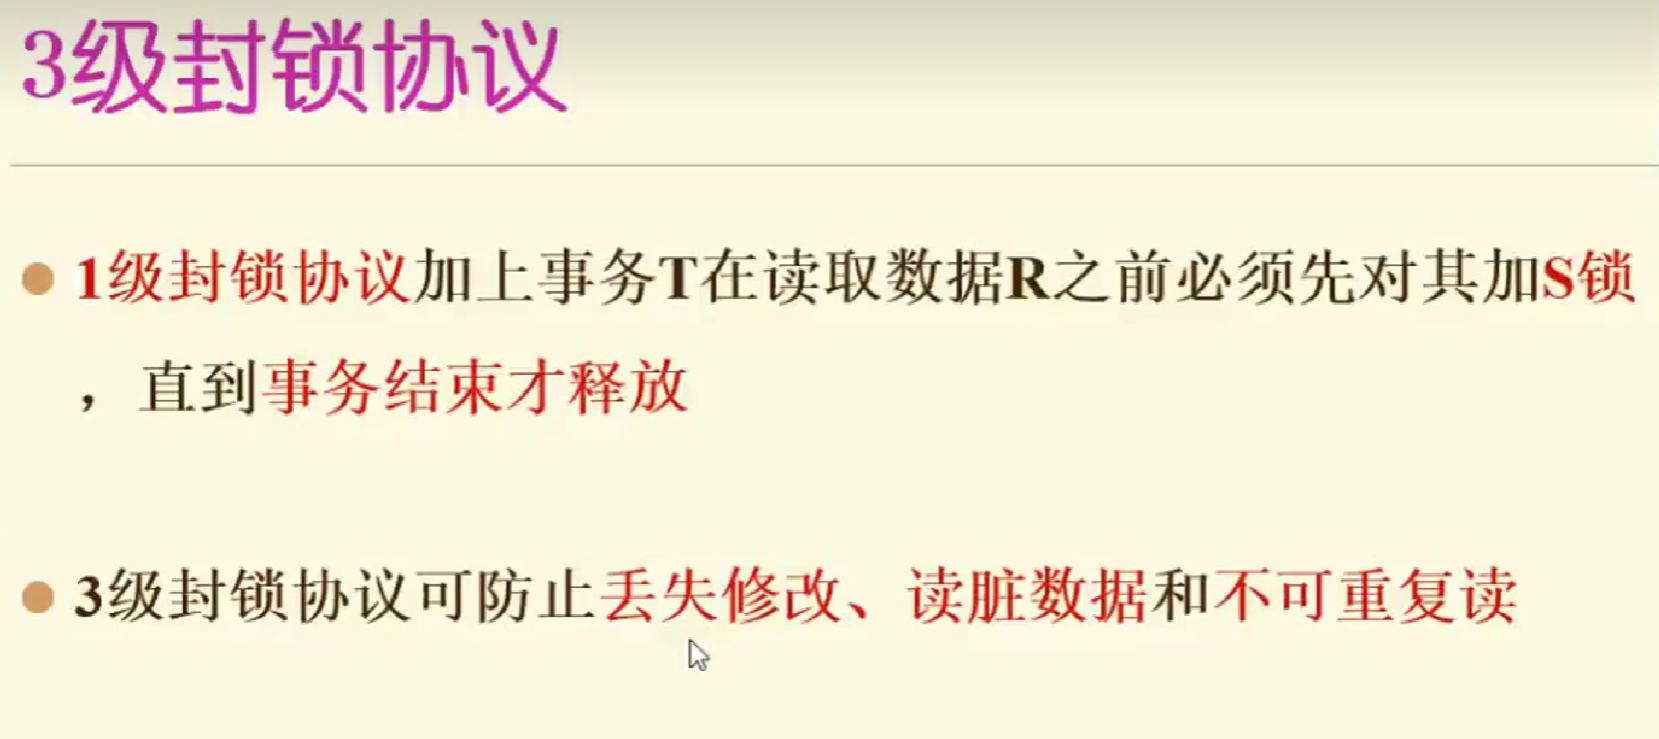 3级封锁协议
1级封锁协议加上事务T在读取数据R之前必须先对其加S锁
，直到事务结束才释放
3级封锁协议可防止丢失修改、读脏数据和不可重复读